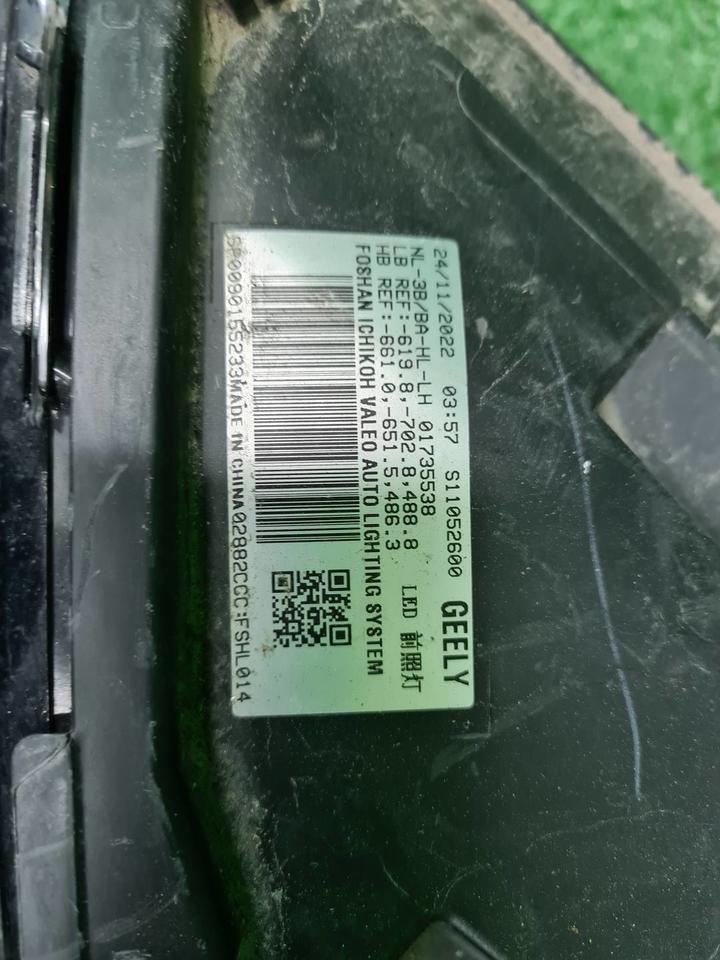 24/11/2022 03:57 S11052600 GEELY
NL-3B/BA-HL-LH 01735538
LB REF:-619.8,-702.8,488.8 LED 前照灯
HB REF:-661.0,-651.5,486.3
FOSHAN ICHIKOH VALEO AUTO LIGHTING SYSTEM
SP0090155233MADE IN CHINA02882CCC:FSHL014